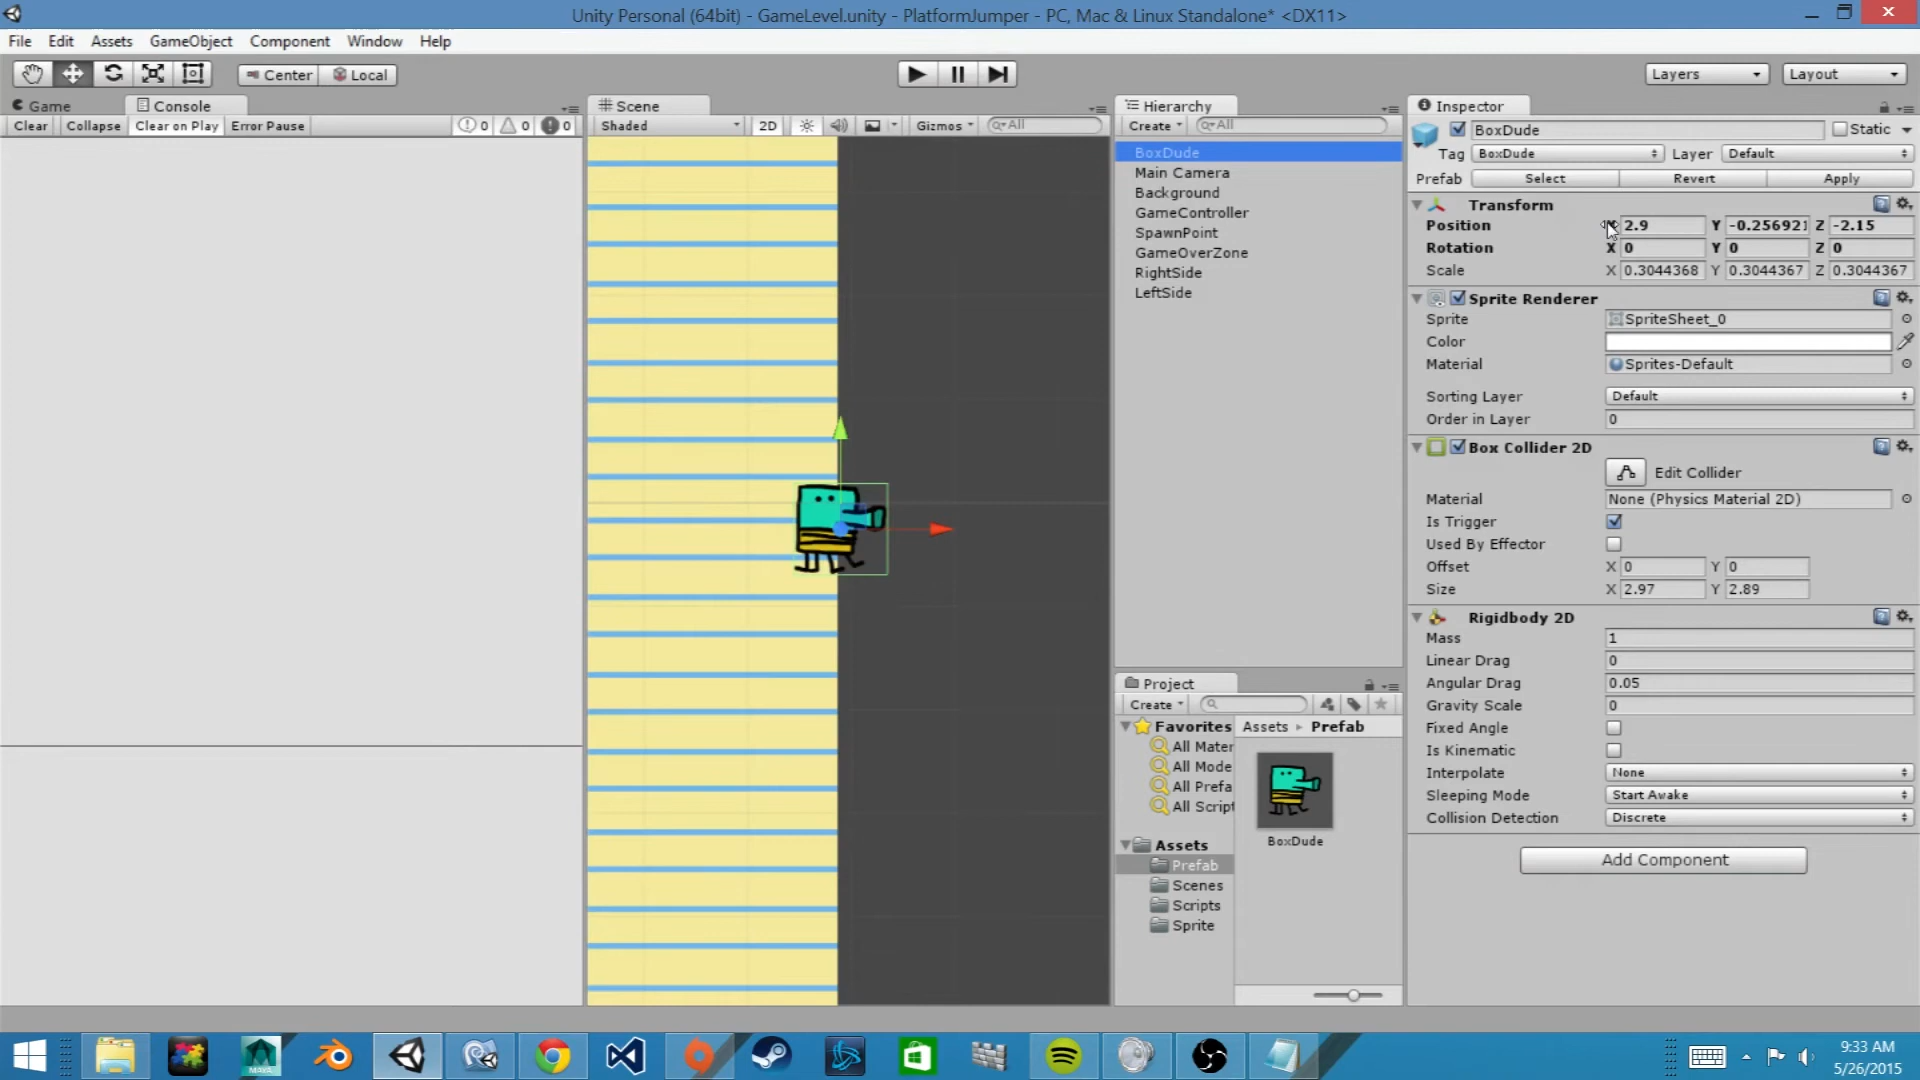 Unity Personal (64bit) - GameLevel.unity - PlatformJumper - PC, Mac & Linux Standalone* <DX11>
File Edit Assets GameObject Component Window Help
Center Local
Layers Layout
Game Console
Clear Collapse Clear on Play Error Pause 0 0 0
Scene
Shaded 2D Gizmos All
Hierarchy
Create All
BoxDude
Main Camera
Background
GameController
SpawnPoint
GameOverZone
RightSide
LeftSide
Project
Create
Favorites
All Mater
All Mode
All Prefa
All Script
Assets
Prefab
Scenes
Scripts
Sprite
Assets Prefab
BoxDude
Inspector
BoxDude Static
Tag BoxDude Layer Default
Prefab Select Revert Apply
Transform
Position X 2.9 Y -0.256921 Z -2.15
Rotation X 0 Y 0 Z 0
Scale X 0.3044368 Y 0.3044367 Z 0.3044367
Sprite Renderer
Sprite SpriteSheet_0
Color
Material Sprites-Default
Sorting Layer Default
Order in Layer 0
Box Collider 2D
Edit Collider
Material None (Physics Material 2D)
Is Trigger
Used By Effector
Offset X 0 Y 0
Size X 2.97 Y 2.89
Rigidbody 2D
Mass 1
Linear Drag 0
Angular Drag 0.05
Gravity Scale 0
Fixed Angle
Is Kinematic
Interpolate None
Sleeping Mode Start Awake
Collision Detection Discrete
Add Component
MAYA
9:33 AM
5/26/2015